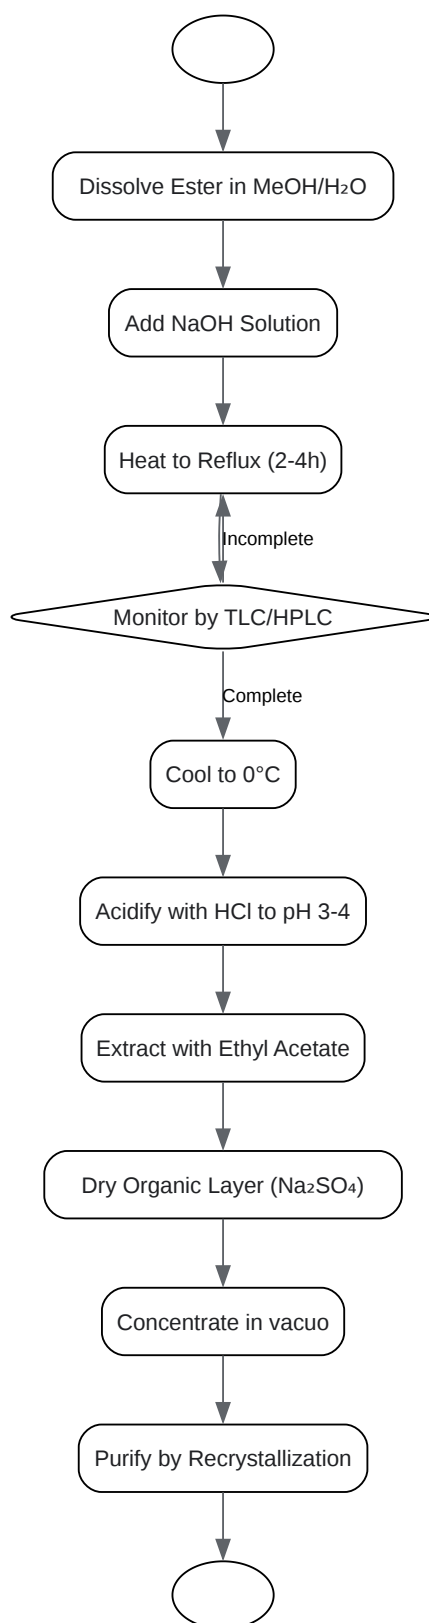 Dissolve Ester in MeOH/H₂O
Add NaOH Solution
Heat to Reflux (2-4h)
Incomplete
Monitor by TLC/HPLC
Complete
Cool to 0°C
Acidify with HCl to pH 3-4
Extract with Ethyl Acetate
Dry Organic Layer (Na₂SO₄)
Concentrate in vacuo
Purify by Recrystallization